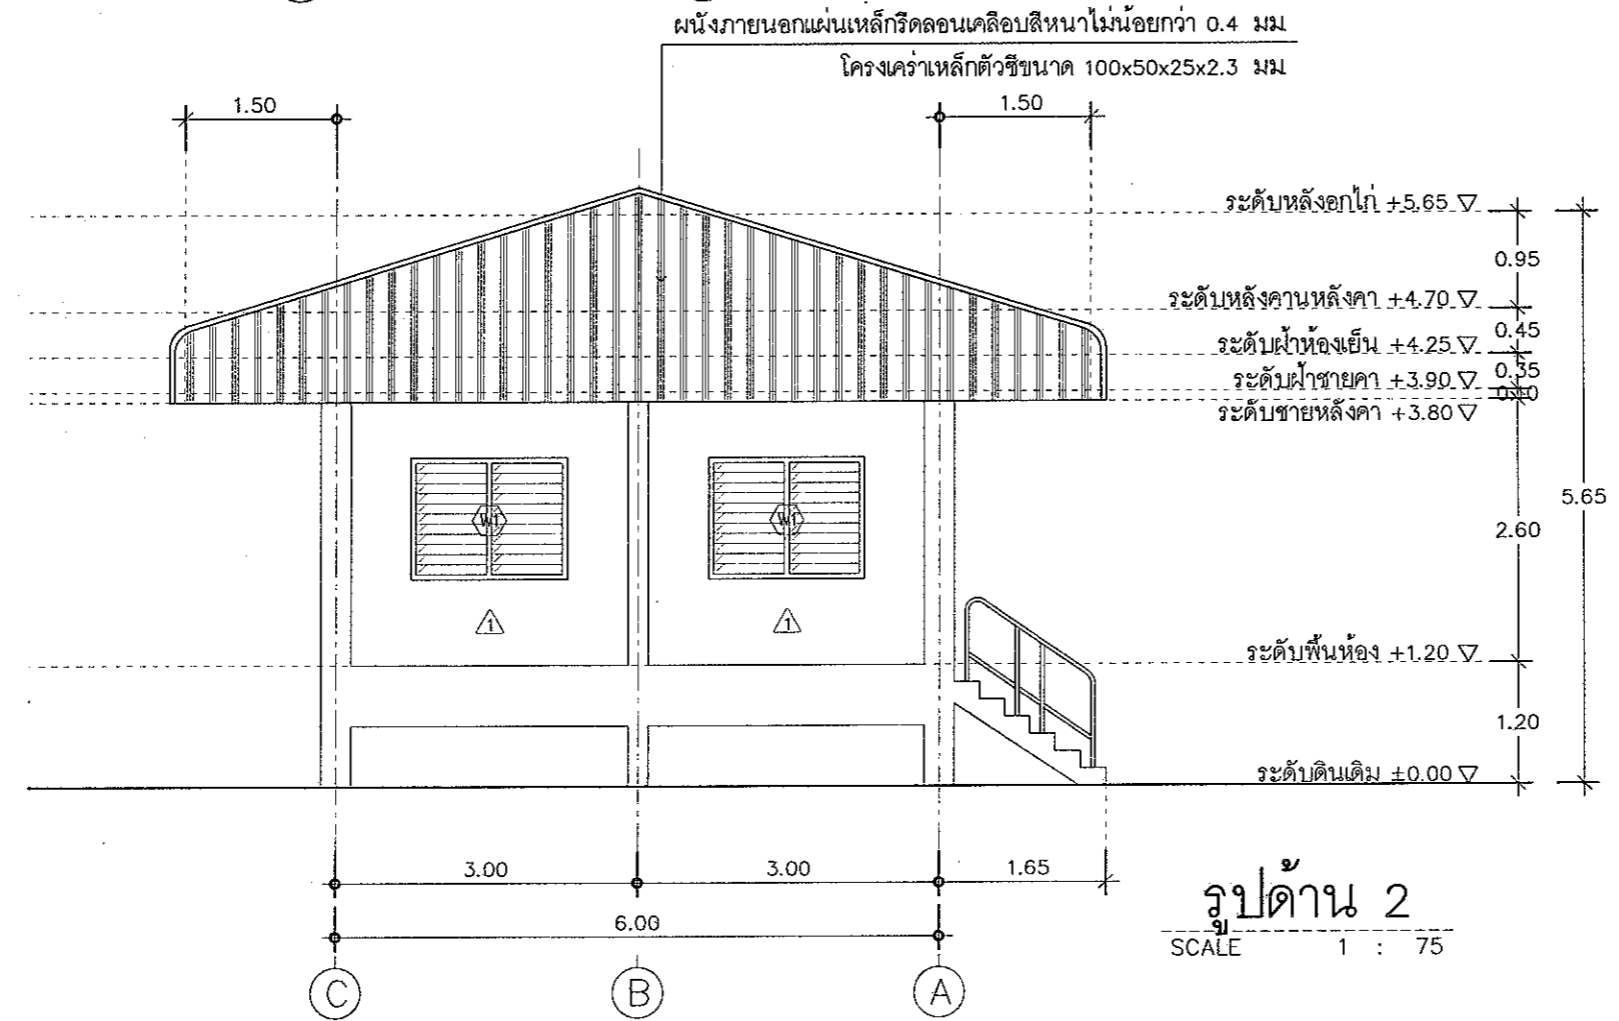 ผนังภายนอกแผ่นเหล็กรีดลอนเคลือบสีหนาไม่น้อยกว่า 0.4 มม
โครงเคร่าเหล็กตัวซีขนาด 100x50x25x2.3 มม
1.50
1.50
ระดับหลังอกไก่ +5.65
0.95
ระดับหลังคานหลังคา +4.70
0.45
ระดับฝ้าห้องเย็น +4.25
0.35
ระดับฝ้าชายคา +3.90
0.10
ระดับชายหลังคา +3.80
5.65
2.60
W1
W1
1
1
ระดับพื้นห้อง +1.20
1.20
ระดับดินเดิม ±0.00
3.00
3.00
1.65
6.00
รูปด้าน 2
SCALE 1 : 75
C
B
A